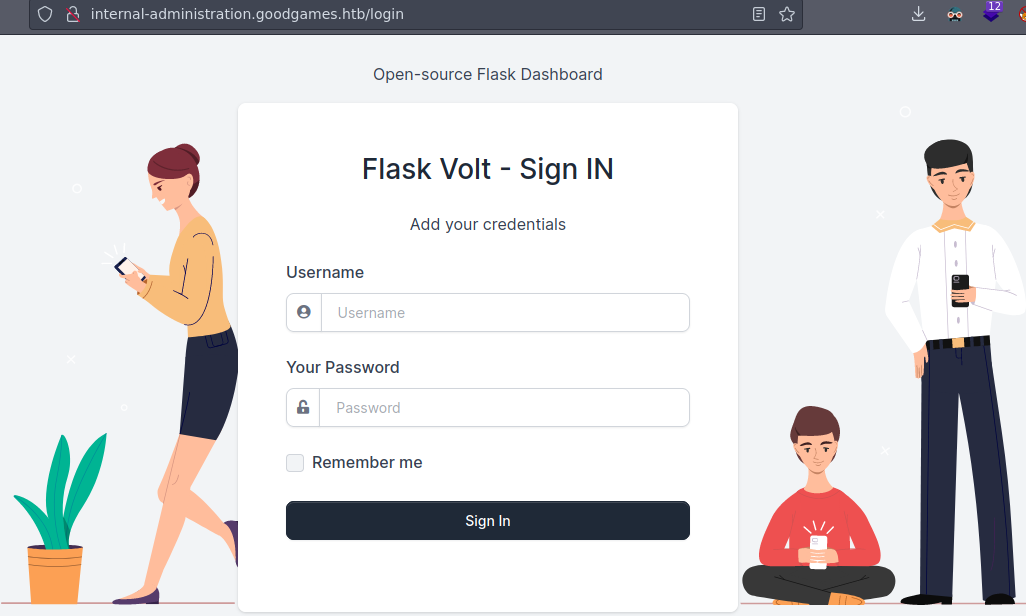 internal-administration.goodgames.htb/login
12
Open-source Flask Dashboard
Flask Volt - Sign IN
Add your credentials
Username
Username
Your Password
Password
Remember me
Sign In